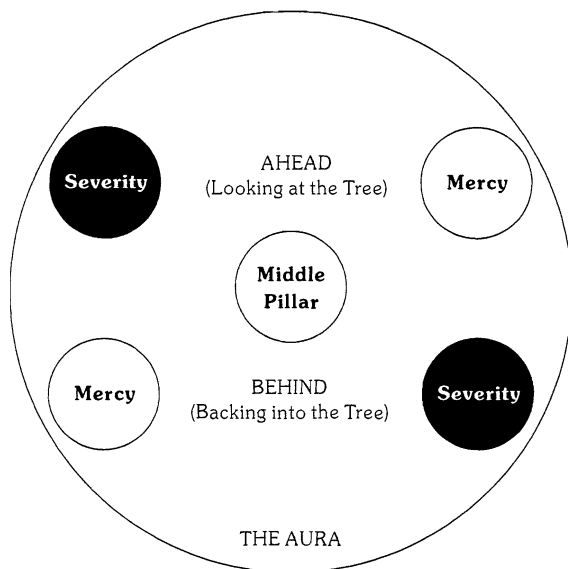 AHEAD
(Looking at the Tree)
Severity
Mercy
Middle
Pillar
Mercy
BEHIND
(Backing into the Tree)
Severity
THE AURA